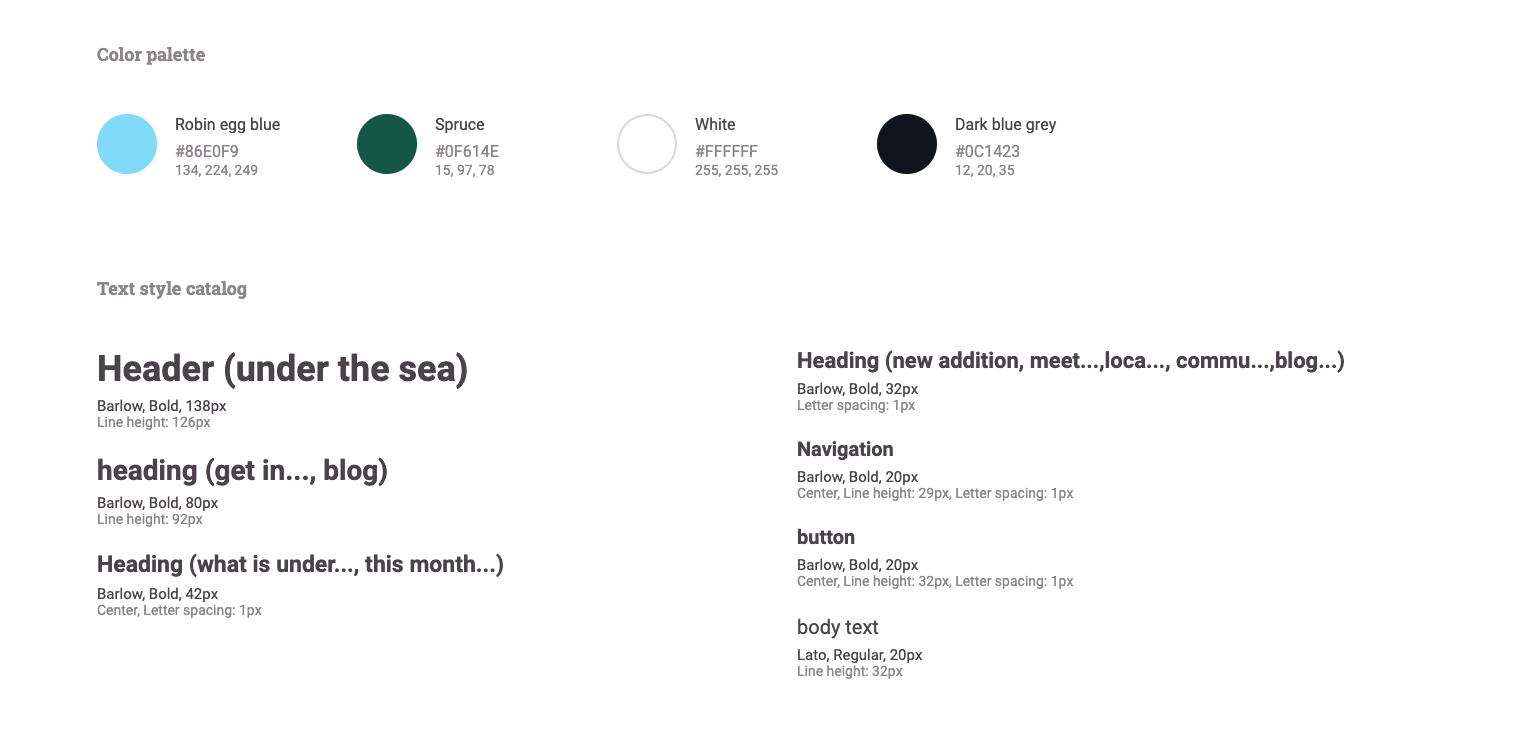 Color palette
Robin egg blue
#86E0F9
134, 224, 249
Spruce
#0F614E
15, 97, 78
White
#FFFFFF
255, 255, 255
Dark blue grey
#0C1423
12, 20, 35
Text style catalog
Header (under the sea)
Barlow, Bold, 138px
Line height: 126px
heading (get in..., blog)
Barlow, Bold, 80px
Line height: 92px
Heading (what is under..., this month...)
Barlow, Bold, 42px
Center, Letter spacing: 1px
Heading (new addition, meet...,loca..., commu...,blog...)
Barlow, Bold, 32px
Letter spacing: 1px
Navigation
Barlow, Bold, 20px
Center, Line height: 29px, Letter spacing: 1px
button
Barlow, Bold, 20px
Center, Line height: 32px, Letter spacing: 1px
body text
Lato, Regular, 20px
Line height: 32px